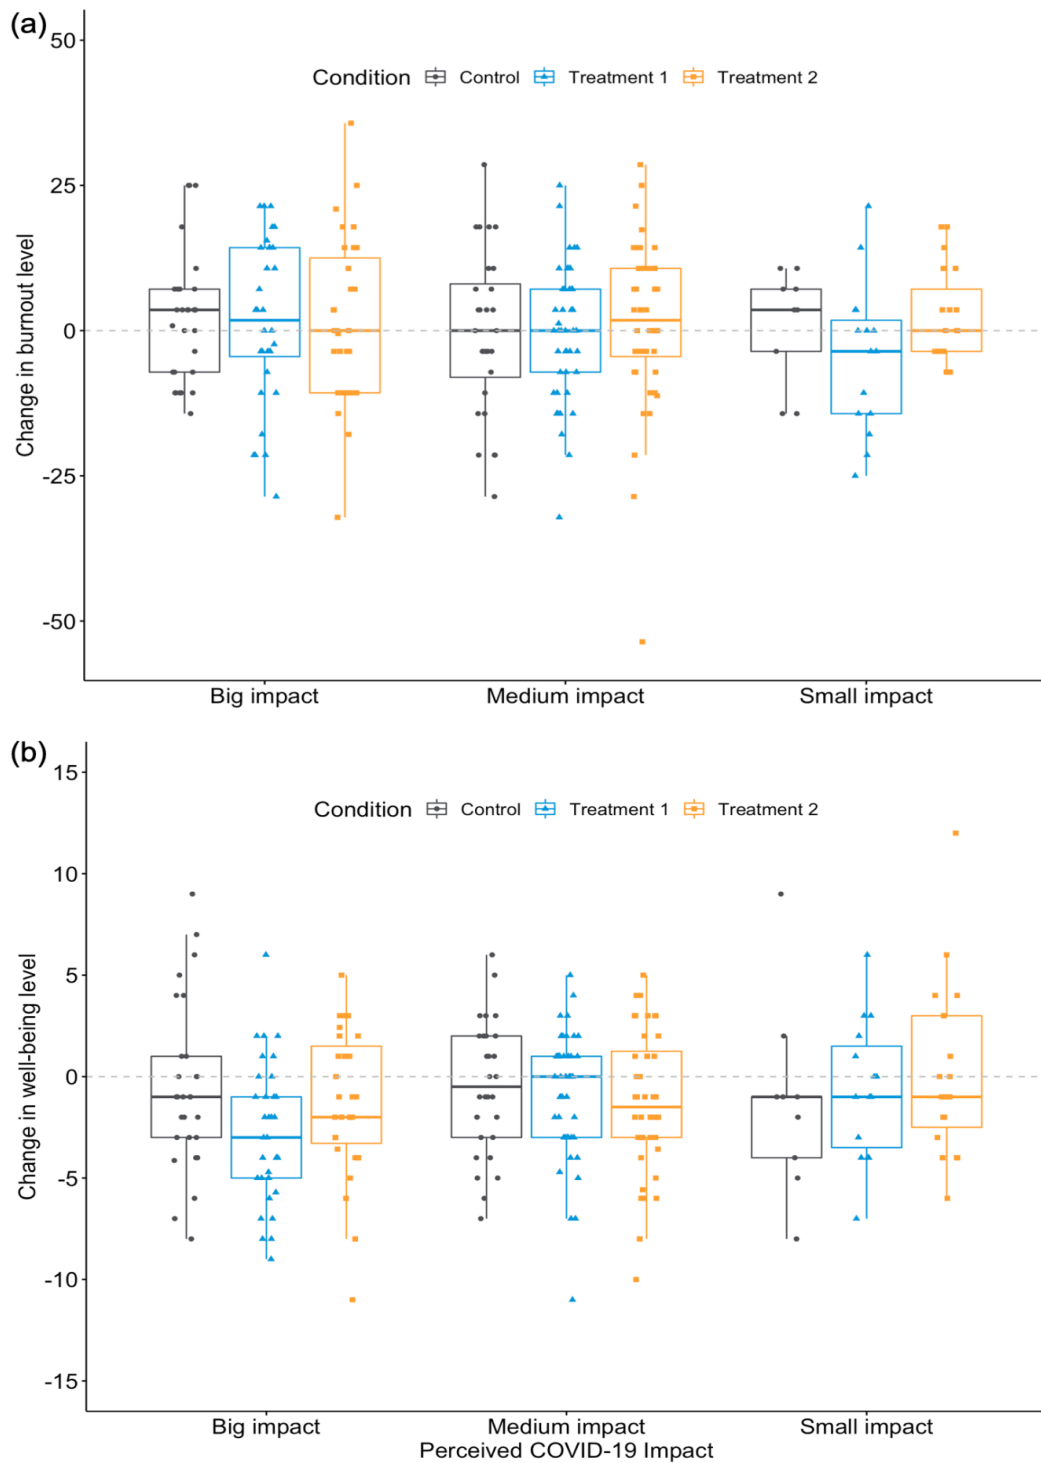 (a)
50
Condition Control Treatment 1 Treatment 2
25
0
-25
-50
Change in burnout level
Big impact Medium impact Small impact
(b)
15
Condition Control Treatment 1 Treatment 2
10
5
0
-5
-10
-15
Change in well-being level
Big impact Medium impact Small impact
Perceived COVID-19 Impact